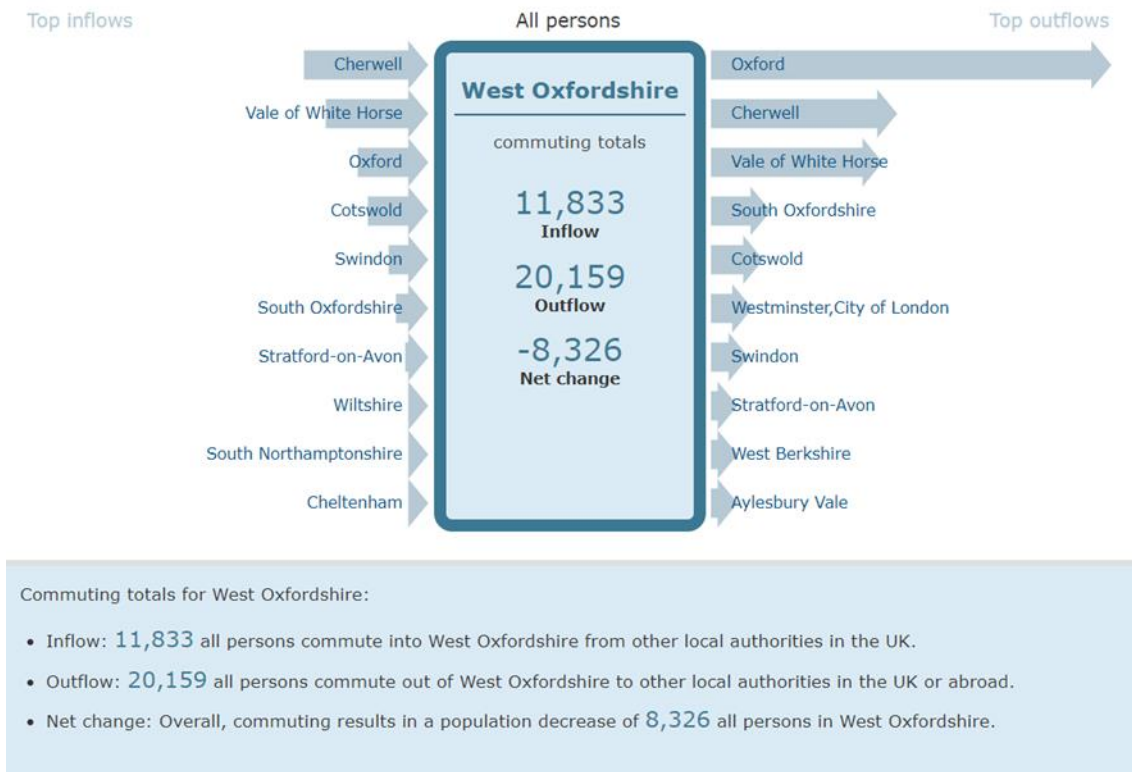 Top inflows
All persons
Top outflows
Cherwell
Vale of White Horse
Oxford
Cotswold
Swindon
South Oxfordshire
Stratford-on-Avon
Wiltshire
South Northamptonshire
Cheltenham
West Oxfordshire
commuting totals
11,833
Inflow
20,159
Outflow
-8,326
Net change
Oxford
Cherwell
Vale of White Horse
South Oxfordshire
Cotswold
Westminster,City of London
Swindon
Stratford-on-Avon
West Berkshire
Aylesbury Vale
Commuting totals for West Oxfordshire:
• Inflow: 11,833 all persons commute into West Oxfordshire from other local authorities in the UK.
• Outflow: 20,159 all persons commute out of West Oxfordshire to other local authorities in the UK or abroad.
• Net change: Overall, commuting results in a population decrease of 8,326 all persons in West Oxfordshire.